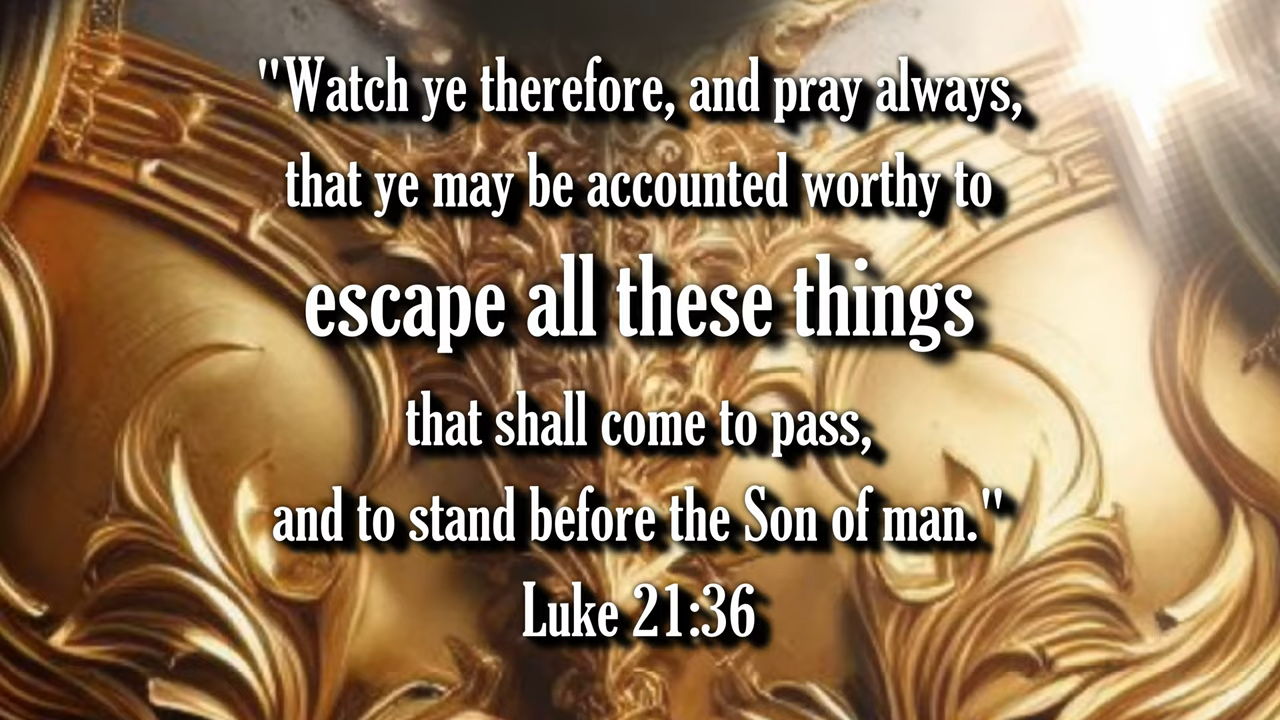 "Watch ye therefore, and pray always,
that ye may be accounted worthy to
escape all these things
that shall come to pass,
and to stand before the Son of man."
Luke 21:36